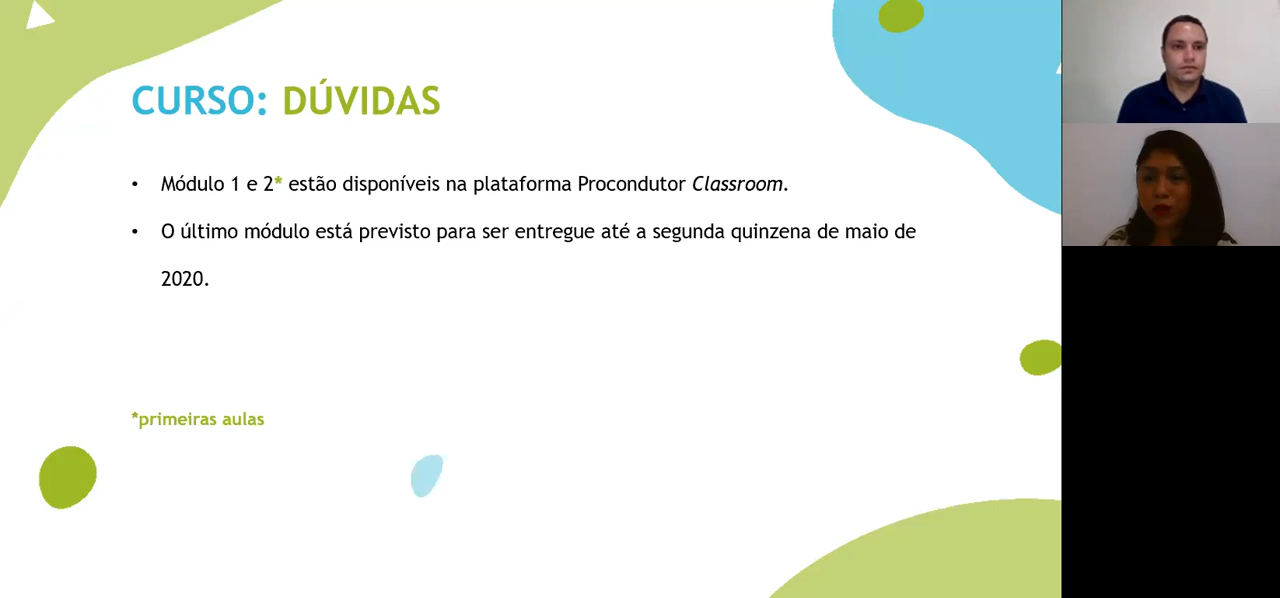 CURSO: DÚVIDAS
• Módulo 1 e 2* estão disponíveis na plataforma Procondutor Classroom.
• O último módulo está previsto para ser entregue até a segunda quinzena de maio de
2020.
*primeiras aulas